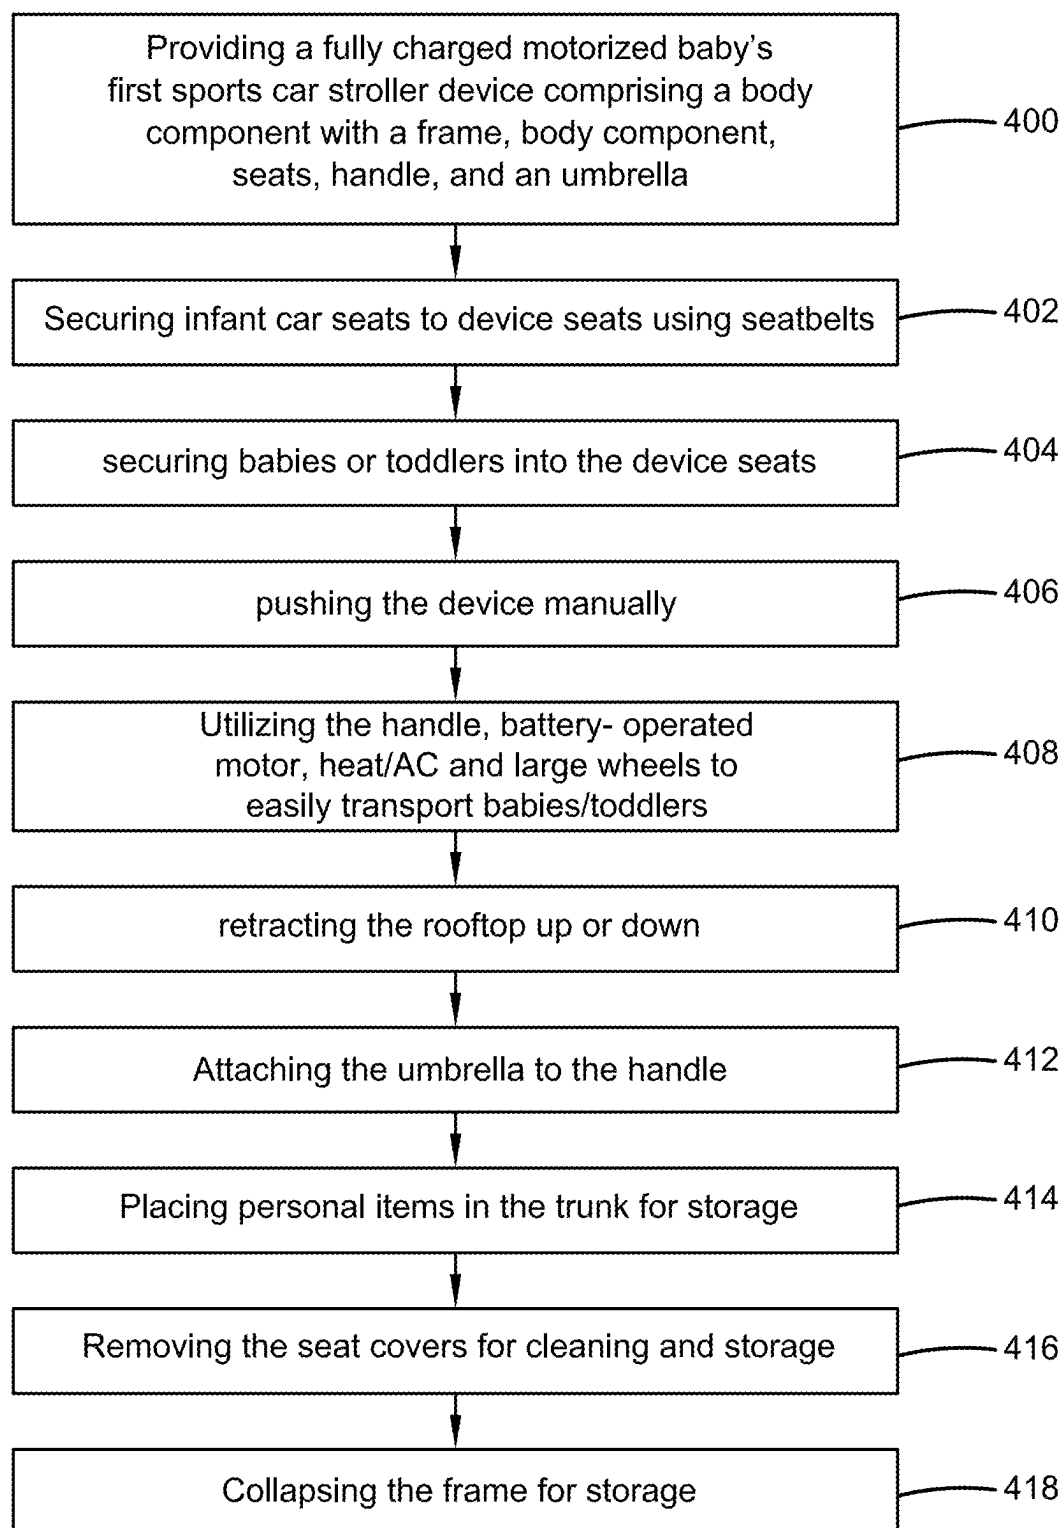 Providing a fully charged motorized baby's
first sports car stroller device comprising a body
component with a frame, body component,
seats, handle, and an umbrella
400
Securing infant car seats to device seats using seatbelts
402
securing babies or toddlers into the device seats
404
pushing the device manually
406
Utilizing the handle, battery- operated
motor, heat/AC and large wheels to
easily transport babies/toddlers
408
retracting the rooftop up or down
410
Attaching the umbrella to the handle
412
Placing personal items in the trunk for storage
414
Removing the seat covers for cleaning and storage
416
Collapsing the frame for storage
418